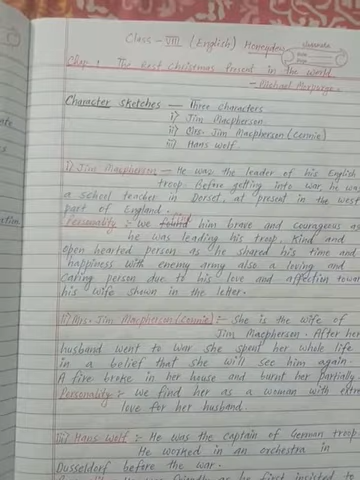 Class - VIII (English) Honeydew
Chap. 1 The Best Christmas Present in the World
- Michael Morpurgo
Character sketches — Three Characters
i) Jim Macpherson
ii) Mrs. Jim Macpherson (Connie)
iii) Hans Wolf
i) Jim Macpherson — He was the leader of his English
troop. Before getting into war, he was
a school teacher in Dorset, at present in the west
part of England.
Personality :- We find him brave and courageous as
he was leading his troop. Kind and
open hearted person as he shared his time and
happiness with enemy army also a loving and
caring person due to his love and affection towar
his wife shewn in the letter.
ii) Mrs. Jim Macpherson (Connie) :- She is the wife of
Jim Macpherson. After her
husband went to war she spent her whole life
in a belief that she will see him again.
A fire broke in her house and burnt her partially.
Personality :- We find her as a woman with extre
love for her husband.
iii) Hans Wolf :- He was the captain of German troop
He worked in an orchestra in
Dusseldorf before the war.
as he first insisted to